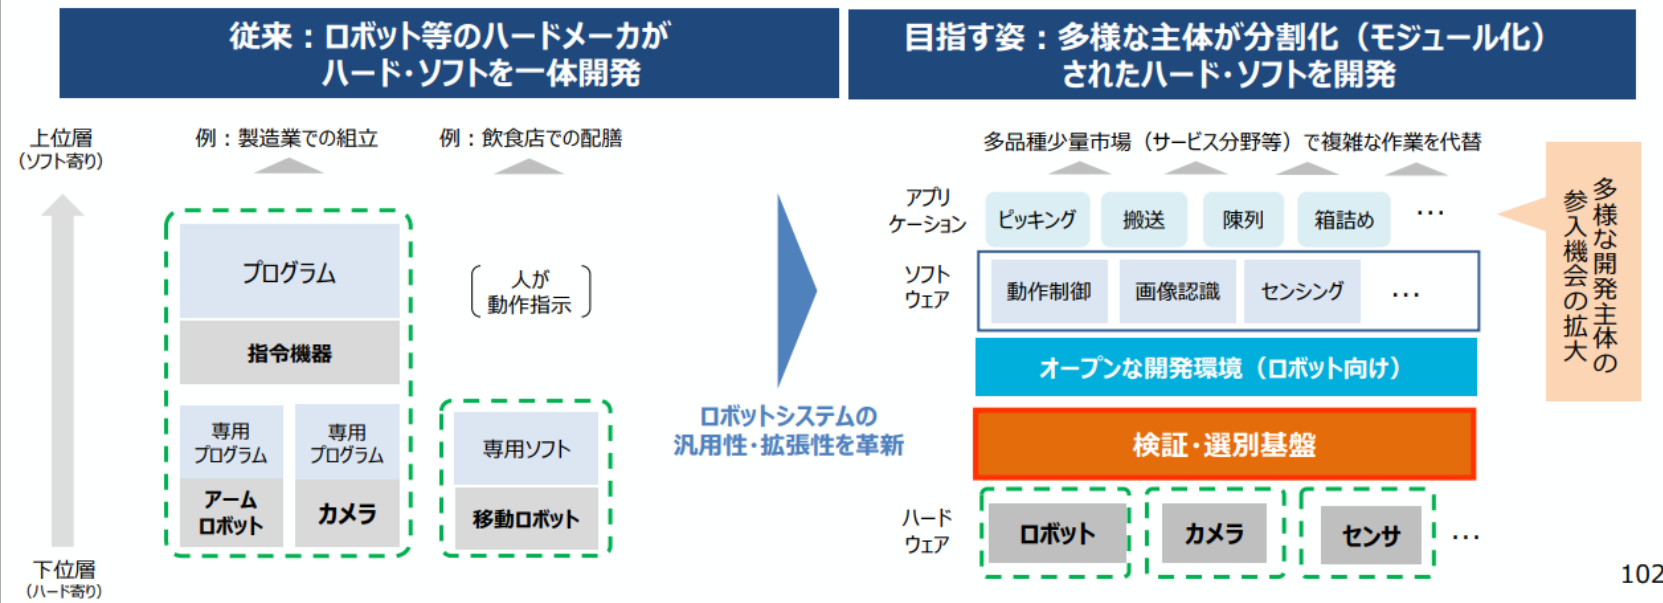 従来：ロボット等のハードメーカが
ハード・ソフトを一体開発
目指す姿：多様な主体が分割化（モジュール化）
されたハード・ソフトを開発
上位層
（ソフト寄り）
下位層
（ハード寄り）
例：製造業での組立
プログラム
指令機器
専用
プログラム
アーム
ロボット
専用
プログラム
カメラ
例：飲食店での配膳
人が
動作指示
専用ソフト
移動ロボット
ロボットシステムの
汎用性・拡張性を革新
多品種少量市場（サービス分野等）で複雑な作業を代替
アプリ
ケーション
ピッキング
搬送
陳列
箱詰め
…
ソフト
ウェア
動作制御
画像認識
センシング
…
オープンな開発環境（ロボット向け）
検証・選別基盤
ハード
ウェア
ロボット
カメラ
センサ
…
多様な開発主体の
参入機会の拡大
102